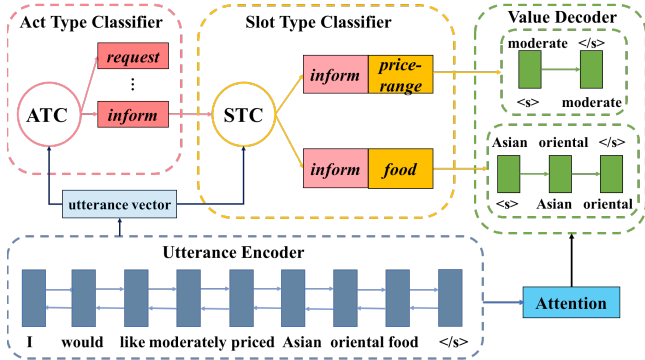 Act Type Classifier
Slot Type Classifier
Value Decoder
request
⋮
inform
ATC
STC
inform
price-
range
inform
food
moderate </s>
<s> moderate
Asian oriental </s>
<s> Asian oriental
utterance vector
Utterance Encoder
I would like moderately priced Asian oriental food </s>
Attention